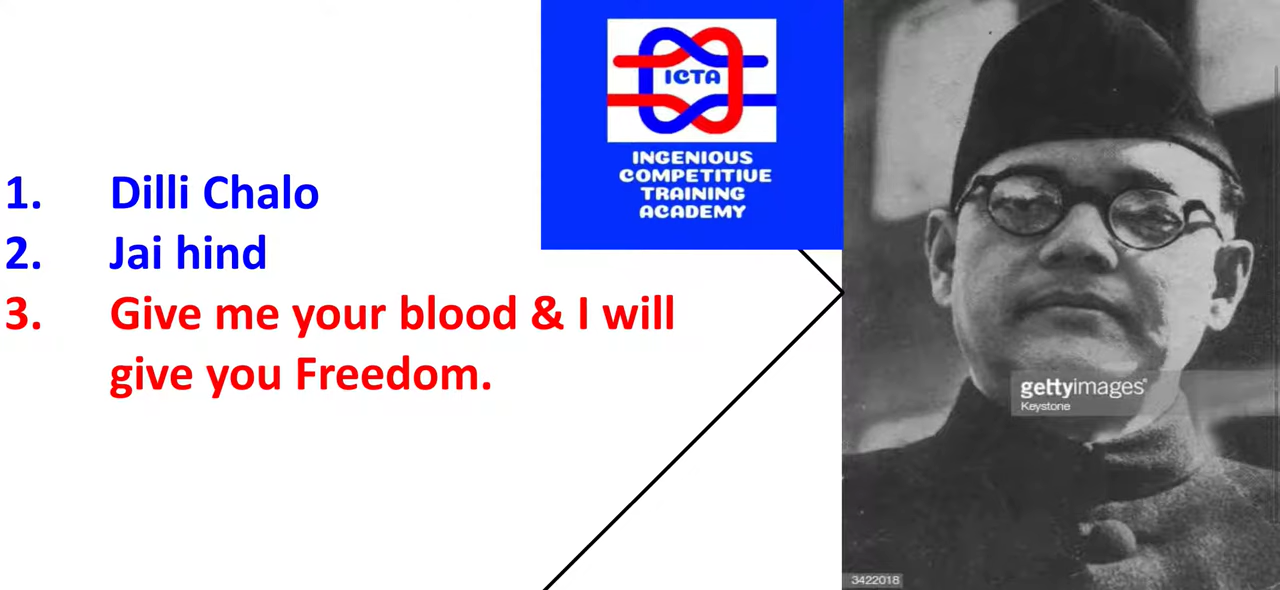 ICTA
INGENIOUS
COMPETITIVE
TRAINING
ACADEMY
1. Dilli Chalo
2. Jai hind
3. Give me your blood & I will
give you Freedom.
gettyimages®
Keystone
3422018